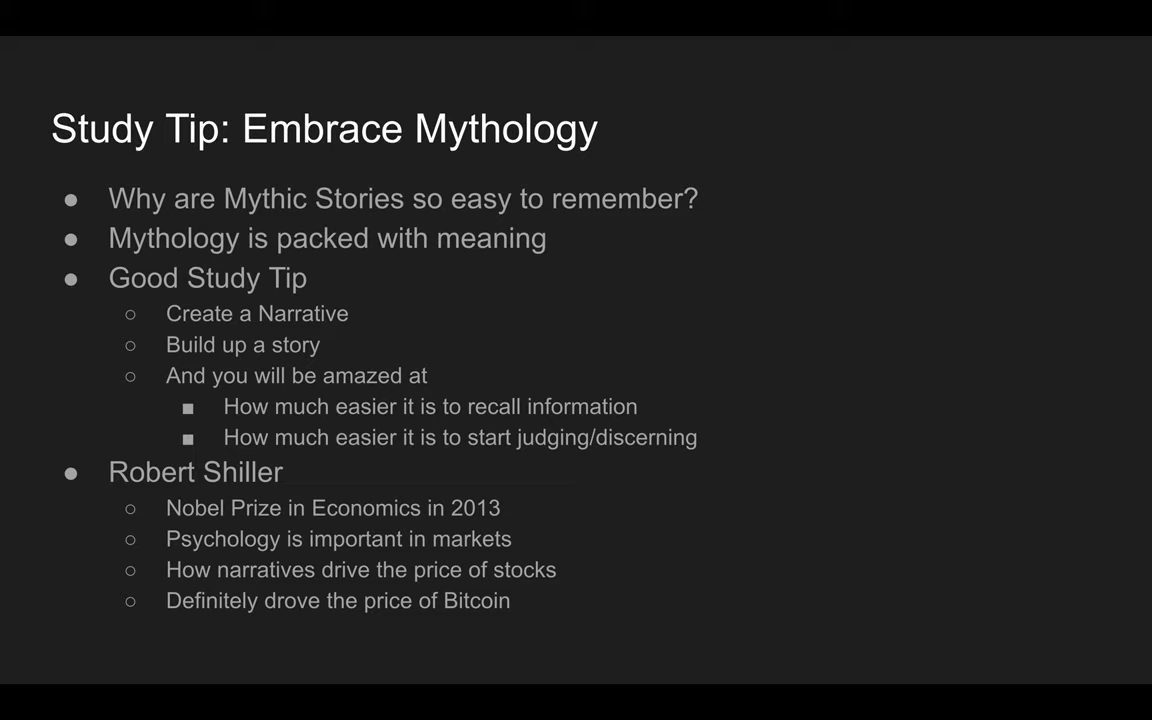 Study Tip: Embrace Mythology
● Why are Mythic Stories so easy to remember?
● Mythology is packed with meaning
● Good Study Tip
○ Create a Narrative
○ Build up a story
○ And you will be amazed at
■ How much easier it is to recall information
■ How much easier it is to start judging/discerning
● Robert Shiller
○ Nobel Prize in Economics in 2013
○ Psychology is important in markets
○ How narratives drive the price of stocks
○ Definitely drove the price of Bitcoin